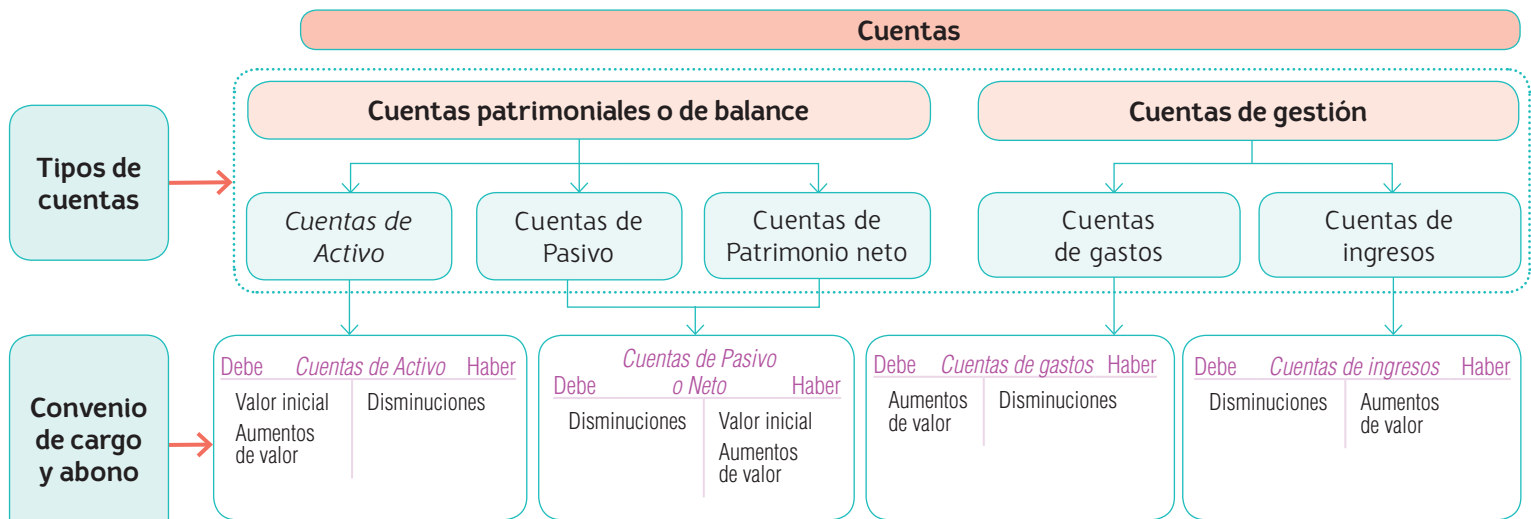 Cuentas
Tipos de
cuentas
Cuentas patrimoniales o de balance
Cuentas de gestión
Cuentas de
Activo
Cuentas de
Pasivo
Cuentas de
Patrimonio neto
Cuentas
de gastos
Cuentas de
ingresos
Convenio
de cargo
y abono
Debe Cuentas de Activo Haber
Valor inicial
Aumentos
de valor
Disminuciones
Cuentas de Pasivo
Debe o Neto Haber
Disminuciones
Valor inicial
Aumentos
de valor
Debe Cuentas de gastos Haber
Aumentos
de valor
Disminuciones
Debe Cuentas de ingresos Haber
Disminuciones
Aumentos
de valor